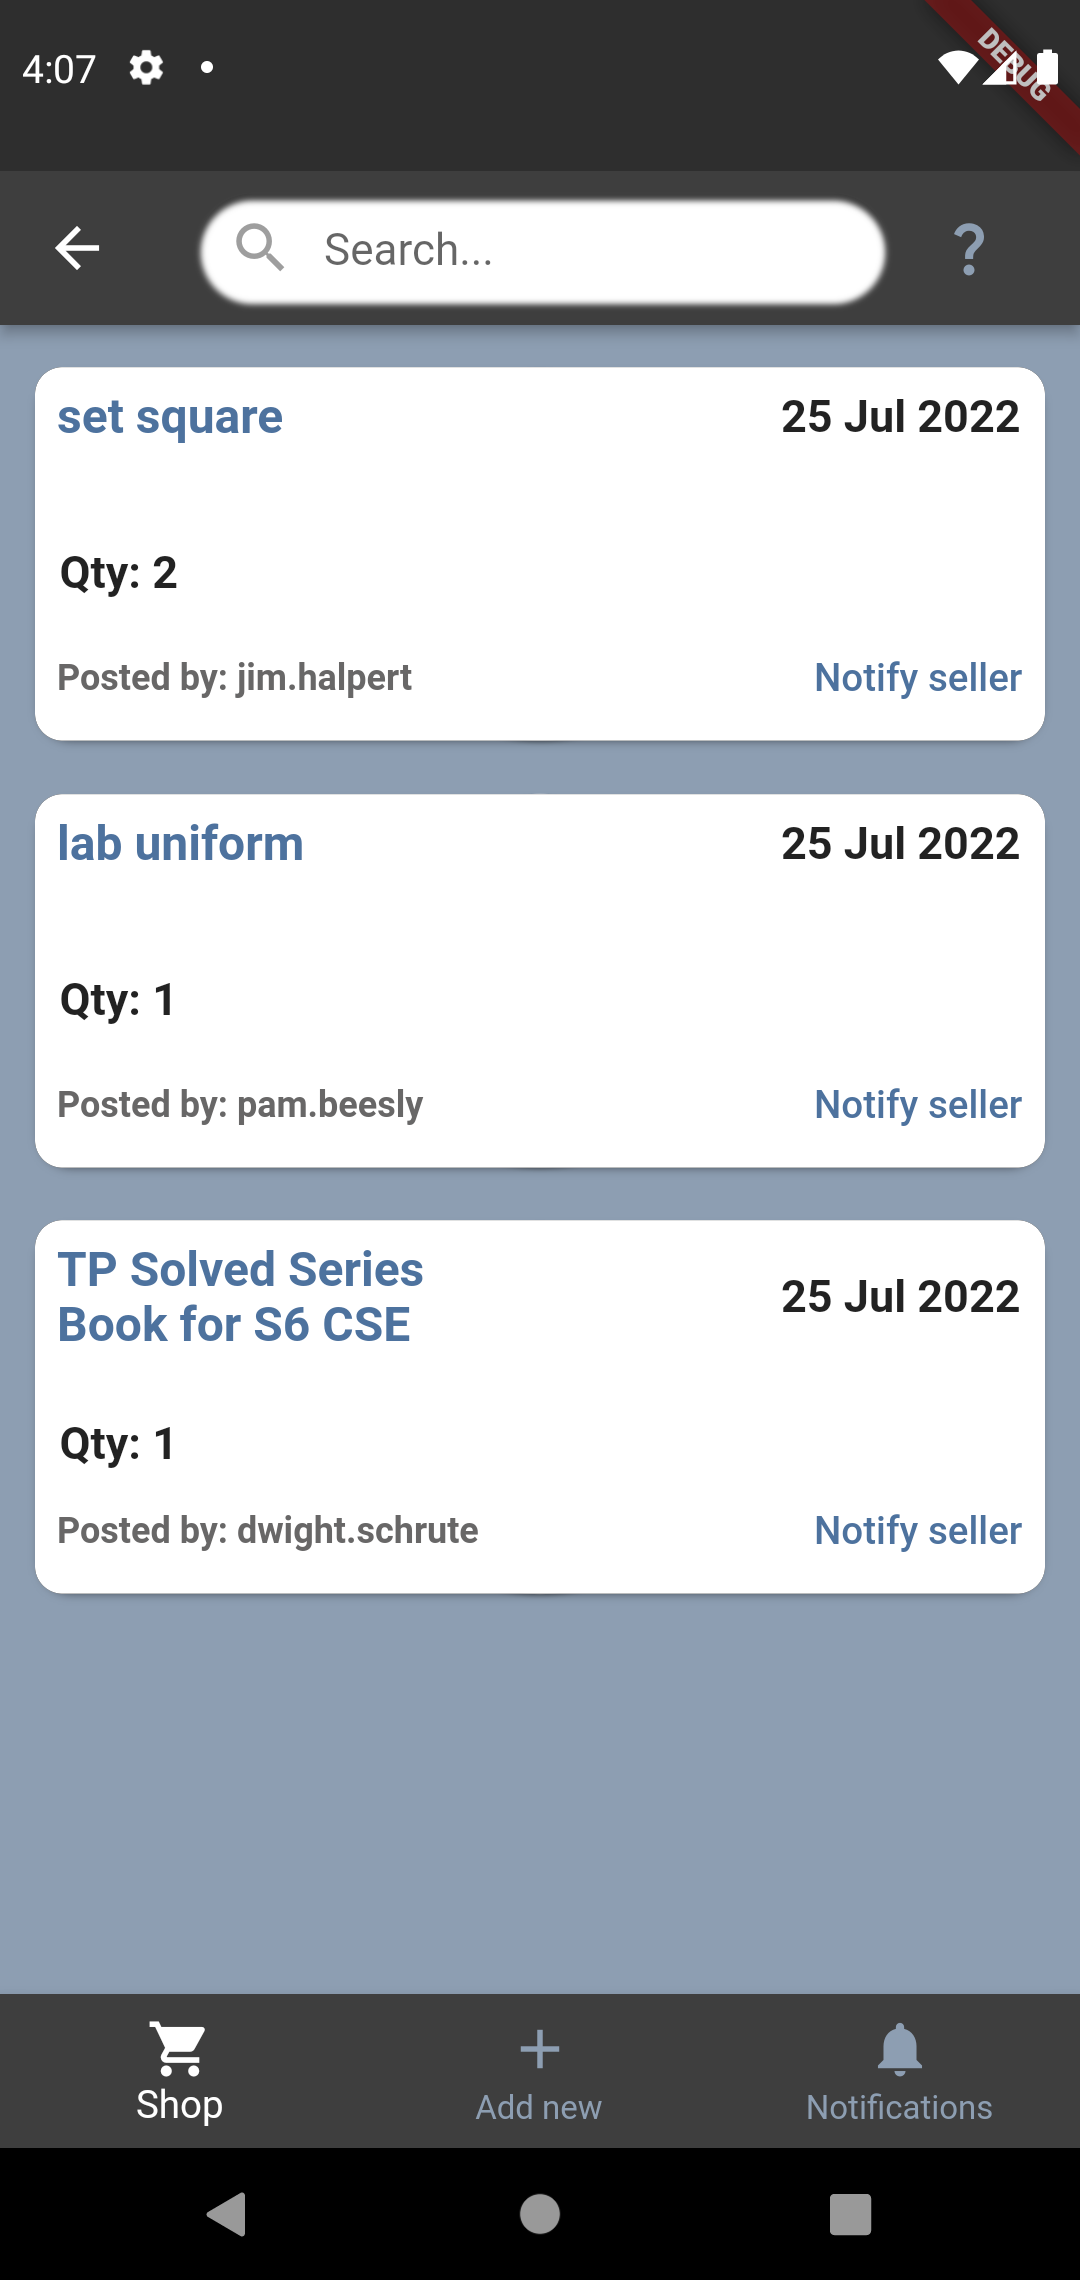 4:07
DEBUG
Search...
?
set square
25 Jul 2022
Qty: 2
Posted by: jim.halpert
Notify seller
lab uniform
25 Jul 2022
Qty: 1
Posted by: pam.beesly
Notify seller
TP Solved Series
Book for S6 CSE
25 Jul 2022
Qty: 1
Posted by: dwight.schrute
Notify seller
Shop
Add new
Notifications